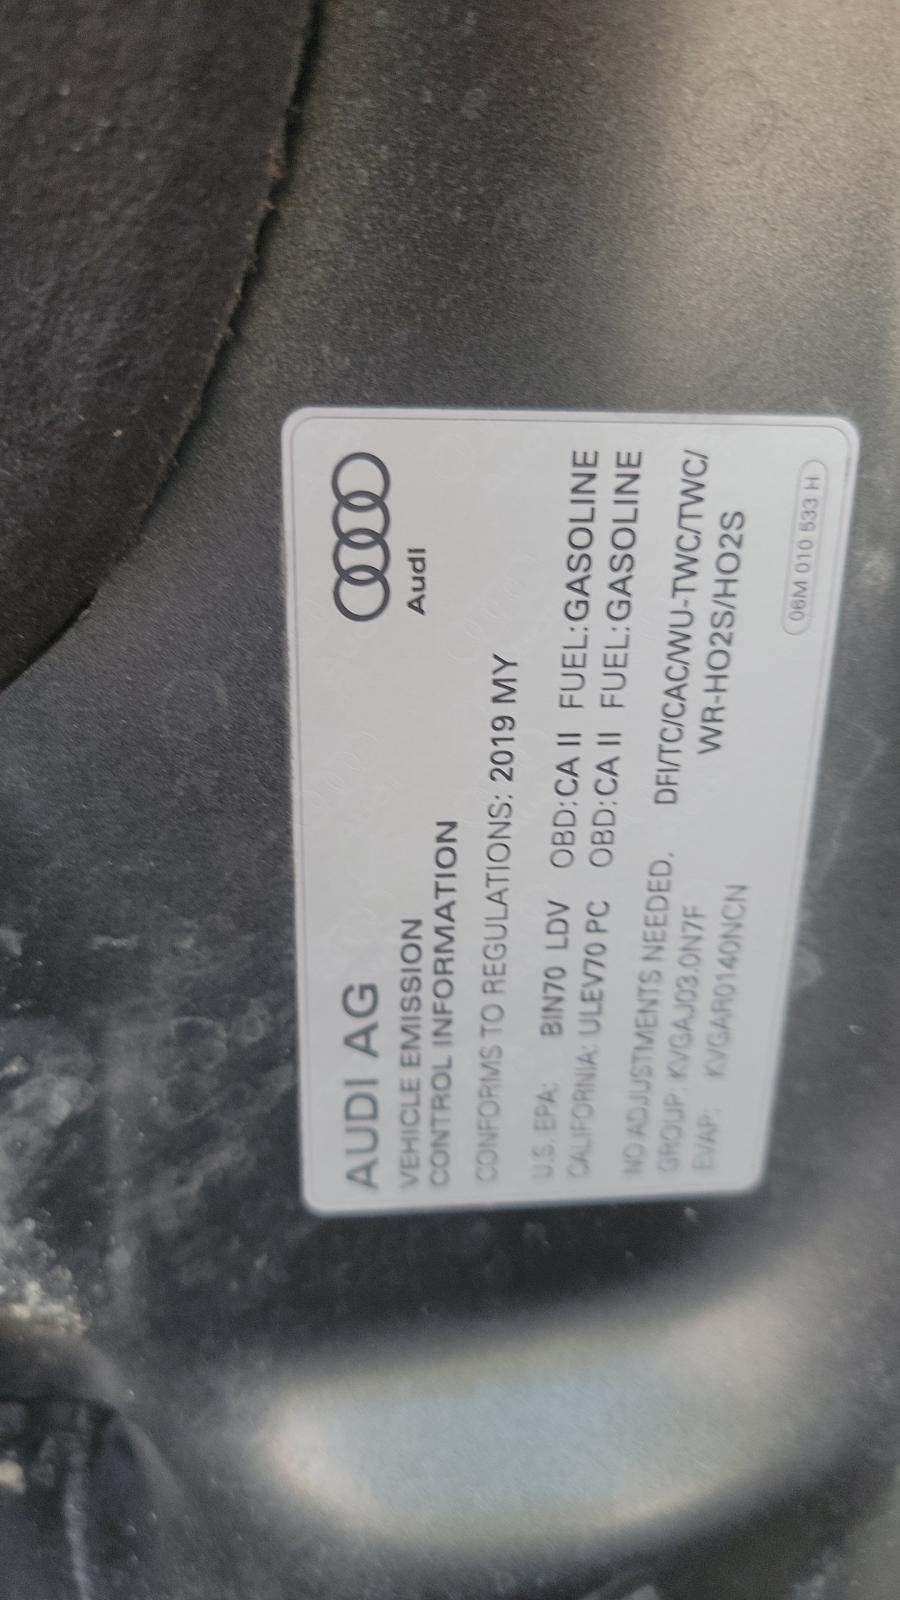 AUDI AG
Audi
VEHICLE EMISSION
CONTROL INFORMATION
CONFORMS TO REGULATIONS: 2019 MY
U.S. EPA: BIN70 LDV OBD:CA II FUEL:GASOLINE
CALIFORNIA: ULEV70 PC OBD:CA II FUEL:GASOLINE
NO ADJUSTMENTS NEEDED. DFI/TC/CAC/WU-TWC/TWC/
GROUP: KVGAJ03.0N7F WR-HO2S/HO2S
EVAP: KVGAR0140NCN
06M 010 533 H